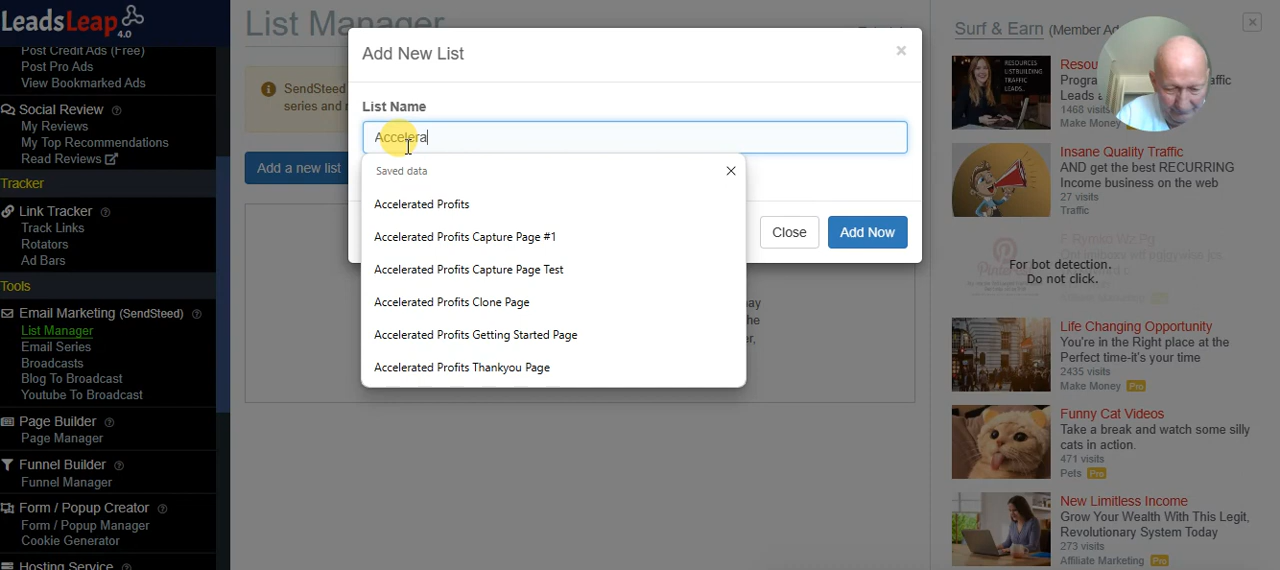 LeadsLeap
4.0
Post Credit Ads (Free)
Post Pro Ads
View Bookmarked Ads
Social Review
My Reviews
My Top Recommendations
Read Reviews
Tracker
Link Tracker
Track Links
Rotators
Ad Bars
Tools
Email Marketing (SendSteed)
List Manager
Email Series
Broadcasts
Blog To Broadcast
Youtube To Broadcast
Page Builder
Page Manager
Funnel Builder
Funnel Manager
Form / Popup Creator
Form / Popup Manager
Cookie Generator
Hosting Service
List Manager
SendSteed
series and
Add a new list
Add New List
×
List Name
Accelera
Saved data
Accelerated Profits
Accelerated Profits Capture Page #1
Accelerated Profits Capture Page Test
Accelerated Profits Clone Page
Accelerated Profits Getting Started Page
Accelerated Profits Thankyou Page
Close
Add Now
Surf & Earn (Member Ad
RESOURCES
LISTBUILDING
TRAFFIC
LEADS...
Progra
affic
Leads
1468 visits
Make Money
Insane Quality Traffic
AND get the best RECURRING
Income business on the web
27 visits
Traffic
For bot detection.
Do not click.
Life Changing Opportunity
You're in the Right place at the
Perfect time-it's your time
2435 visits
Make Money Pro
Funny Cat Videos
Take a break and watch some silly
cats in action.
471 visits
Pets Pro
New Limitless Income
Grow Your Wealth With This Legit,
Revolutionary System Today
273 visits
Affiliate Marketing Pro